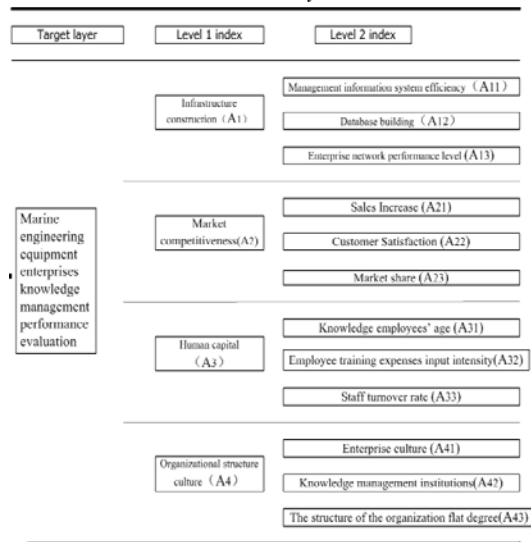 Target layer
Level 1 index
Level 2 index
Management information system efficiency (A11)
Infrastructure
construction (A1)
Database building (A12)
Enterprise network performance level (A13)
Marine
engineering
equipment
enterprises
knowledge
management
performance
evaluation
Sales Increase (A21)
Market
competitiveness(A2)
Customer Satisfaction (A22)
Market share (A23)
Knowledge employees' age (A31)
Human capital
(A3)
Employee training expenses input intensity(A32)
Staff turnover rate (A33)
Enterprise culture (A41)
Organizational structure
culture (A4)
Knowledge management institutions(A42)
The structure of the organization flat degree(A43)